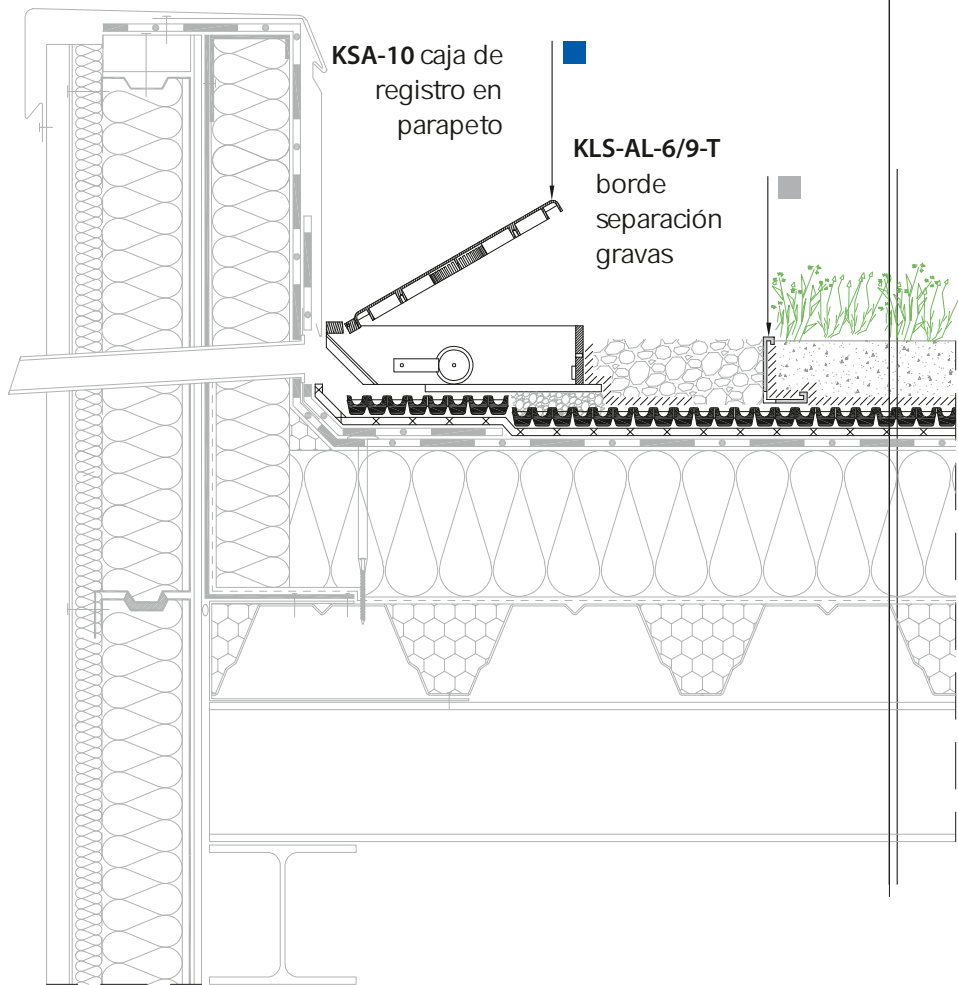 KSA-10 caja de
registro en
parapeto
KLS-AL-6/9-T
borde
separación
gravas